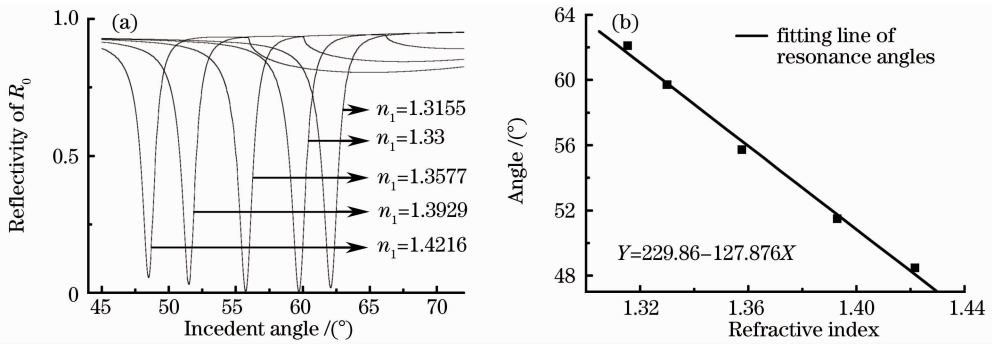 (a)
1.0
0.5
0
Reflectivity of R₀
n₁=1.3155
n₁=1.33
n₁=1.3577
n₁=1.3929
n₁=1.4216
45 50 55 60 65 70
Incedent angle /(°)
(b)
64
60
56
52
48
Angle /(°)
fitting line of
resonance angles
Y=229.86−127.876X
1.32 1.36 1.40 1.44
Refractive index